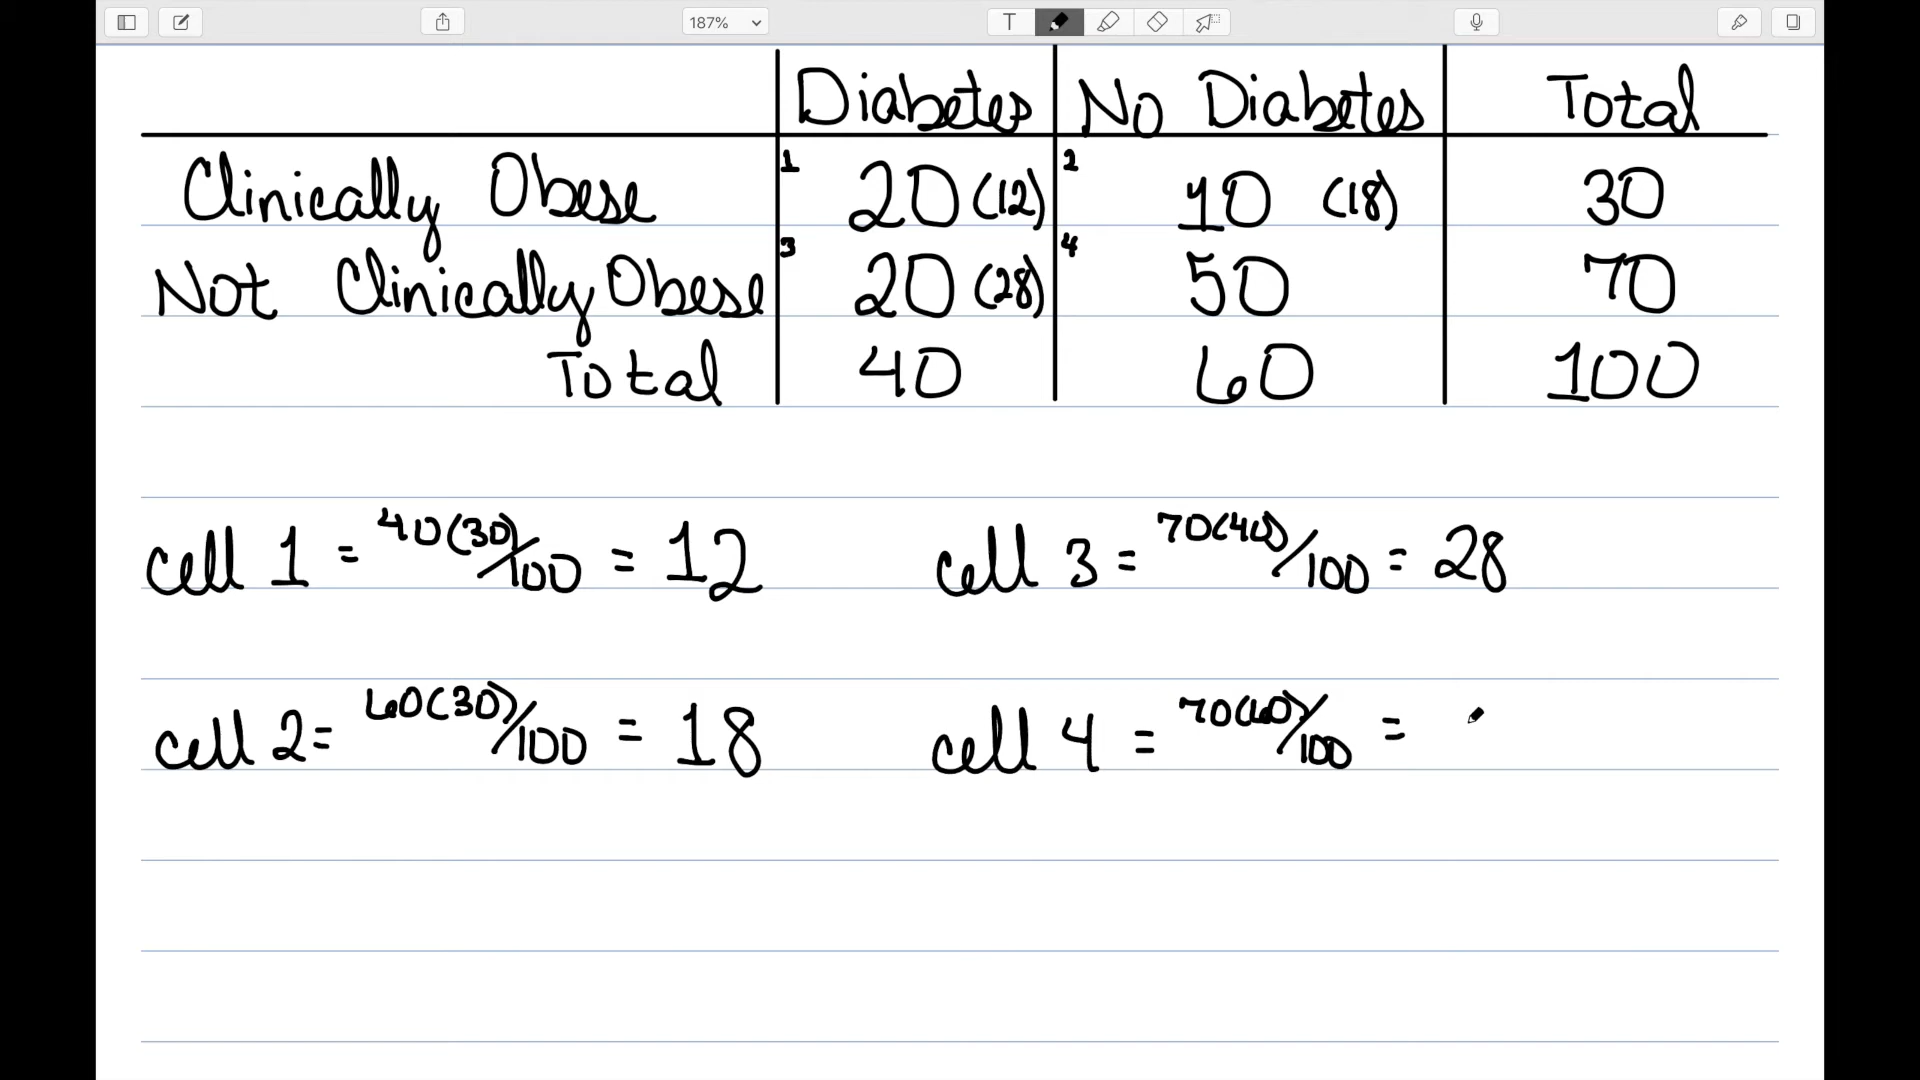 187%
T
Diabetes No Diabetes Total
Clinically Obese 1 20 (12) 2 10 (18) 30
Not Clinically Obese 3 20 (28) 4 50 70
Total 40 60 100
cell 1 = 40(30)/100 = 12 cell 3 = 70(40)/100 = 28
cell 2 = 60(30)/100 = 18 cell 4 = 70(60)/100 =